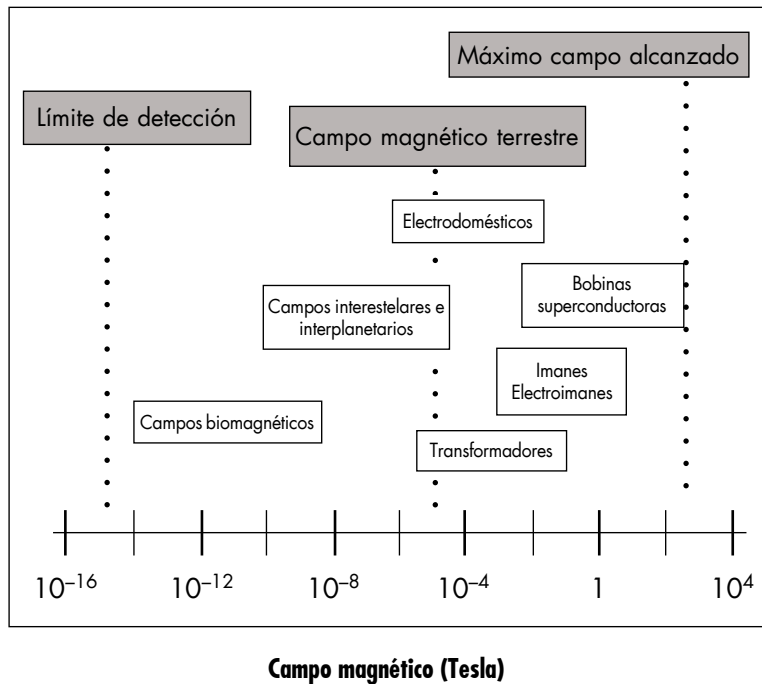 Máximo campo alcanzado
Límite de detección
Campo magnético terrestre
Electrodomésticos
Bobinas
superconductoras
Campos interestelares e
interplanetarios
Imanes
Electroimanes
Campos biomagnéticos
Transformadores
10⁻¹⁶ 10⁻¹² 10⁻⁸ 10⁻⁴ 1 10⁴
Campo magnético (Tesla)